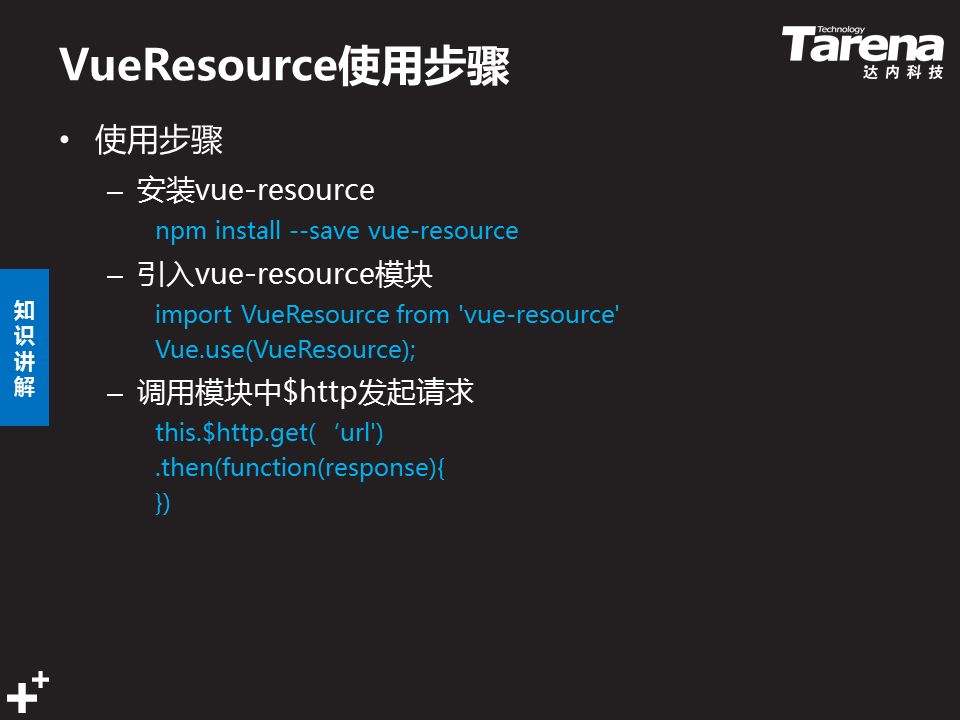 VueResource使用步骤
Technology
Tarena
达内科技
• 使用步骤
– 安装vue-resource
npm install --save vue-resource
– 引入vue-resource模块
import VueResource from 'vue-resource'
Vue.use(VueResource);
– 调用模块中$http发起请求
this.$http.get( ‘url')
.then(function(response){
})
知识讲解